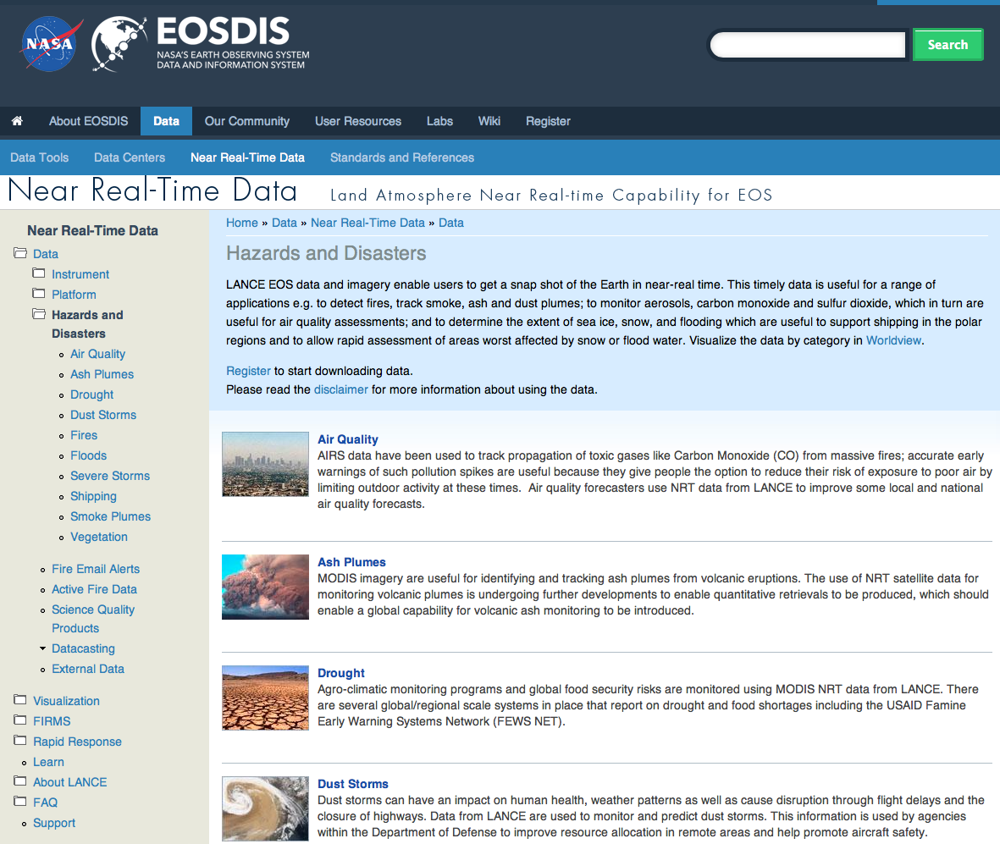 NASA
EOSDIS
NASA'S EARTH OBSERVING SYSTEM
DATA AND INFORMATION SYSTEM
Search
About EOSDIS Data Our Community User Resources Labs Wiki Register
Data Tools Data Centers Near Real-Time Data Standards and References
Near Real-Time Data Land Atmosphere Near Real-time Capability for EOS
Near Real-Time Data
Data
Instrument
Platform
Hazards and
Disasters
Air Quality
Ash Plumes
Drought
Dust Storms
Fires
Floods
Severe Storms
Shipping
Smoke Plumes
Vegetation
Fire Email Alerts
Active Fire Data
Science Quality
Products
Datacasting
External Data
Visualization
FIRMS
Rapid Response
Learn
About LANCE
FAQ
Support
Home » Data » Near Real-Time Data » Data
Hazards and Disasters
LANCE EOS data and imagery enable users to get a snap shot of the Earth in near-real time. This timely data is useful for a range of
applications e.g. to detect fires, track smoke, ash and dust plumes; to monitor aerosols, carbon monoxide and sulfur dioxide, which in turn are
useful for air quality assessments; and to determine the extent of sea ice, snow, and flooding which are useful to support shipping in the polar
regions and to allow rapid assessment of areas worst affected by snow or flood water. Visualize the data by category in Worldview.
Register to start downloading data.
Please read the disclaimer for more information about using the data.
Air Quality
AIRS data have been used to track propagation of toxic gases like Carbon Monoxide (CO) from massive fires; accurate early
warnings of such pollution spikes are useful because they give people the option to reduce their risk of exposure to poor air by
limiting outdoor activity at these times.  Air quality forecasters use NRT data from LANCE to improve some local and national
air quality forecasts.
Ash Plumes
MODIS imagery are useful for identifying and tracking ash plumes from volcanic eruptions. The use of NRT satellite data for
monitoring volcanic plumes is undergoing further developments to enable quantitative retrievals to be produced, which should
enable a global capability for volcanic ash monitoring to be introduced.
Drought
Agro-climatic monitoring programs and global food security risks are monitored using MODIS NRT data from LANCE. There
are several global/regional scale systems in place that report on drought and food shortages including the USAID Famine
Early Warning Systems Network (FEWS NET).
Dust Storms
Dust storms can have an impact on human health, weather patterns as well as cause disruption through flight delays and the
closure of highways. Data from LANCE are used to monitor and predict dust storms. This information is used by agencies
within the Department of Defense to improve resource allocation in remote areas and help promote aircraft safety.